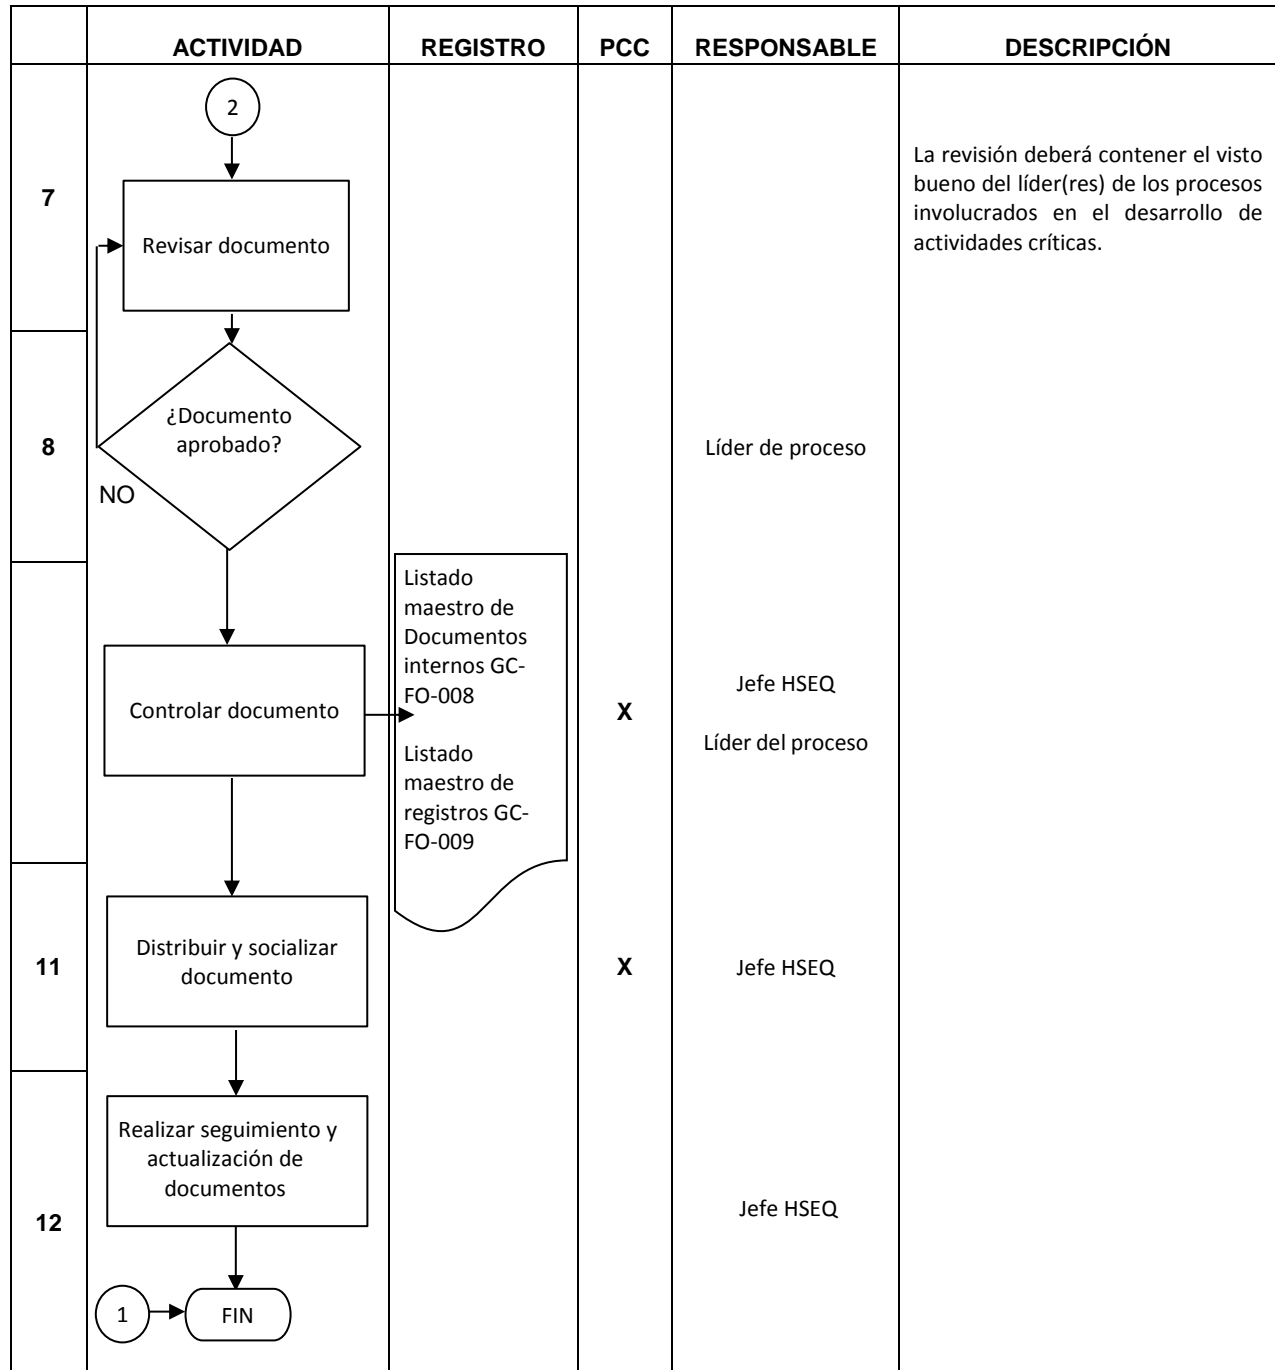 ACTIVIDAD
REGISTRO
PCC
RESPONSABLE
DESCRIPCIÓN
2
7
Revisar documento
La revisión deberá contener el visto
bueno del líder(res) de los procesos
involucrados en el desarrollo de
actividades críticas.
8
¿Documento
aprobado?
NO
Líder de proceso
Controlar documento
Listado
maestro de
Documentos
internos GC-
FO-008
Listado
maestro de
registros GC-
FO-009
X
Jefe HSEQ
Líder del proceso
11
Distribuir y socializar
documento
X
Jefe HSEQ
12
Realizar seguimiento y
actualización de
documentos
Jefe HSEQ
1
FIN